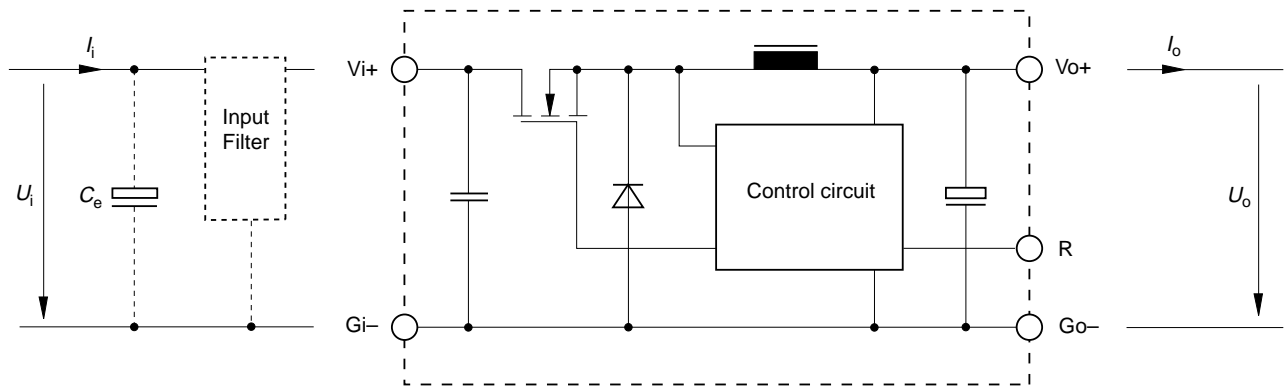 Ii
Vi+
Vo+
Io
Input
Filter
Ui
Ce
Control circuit
Uo
R
Gi–
Go–